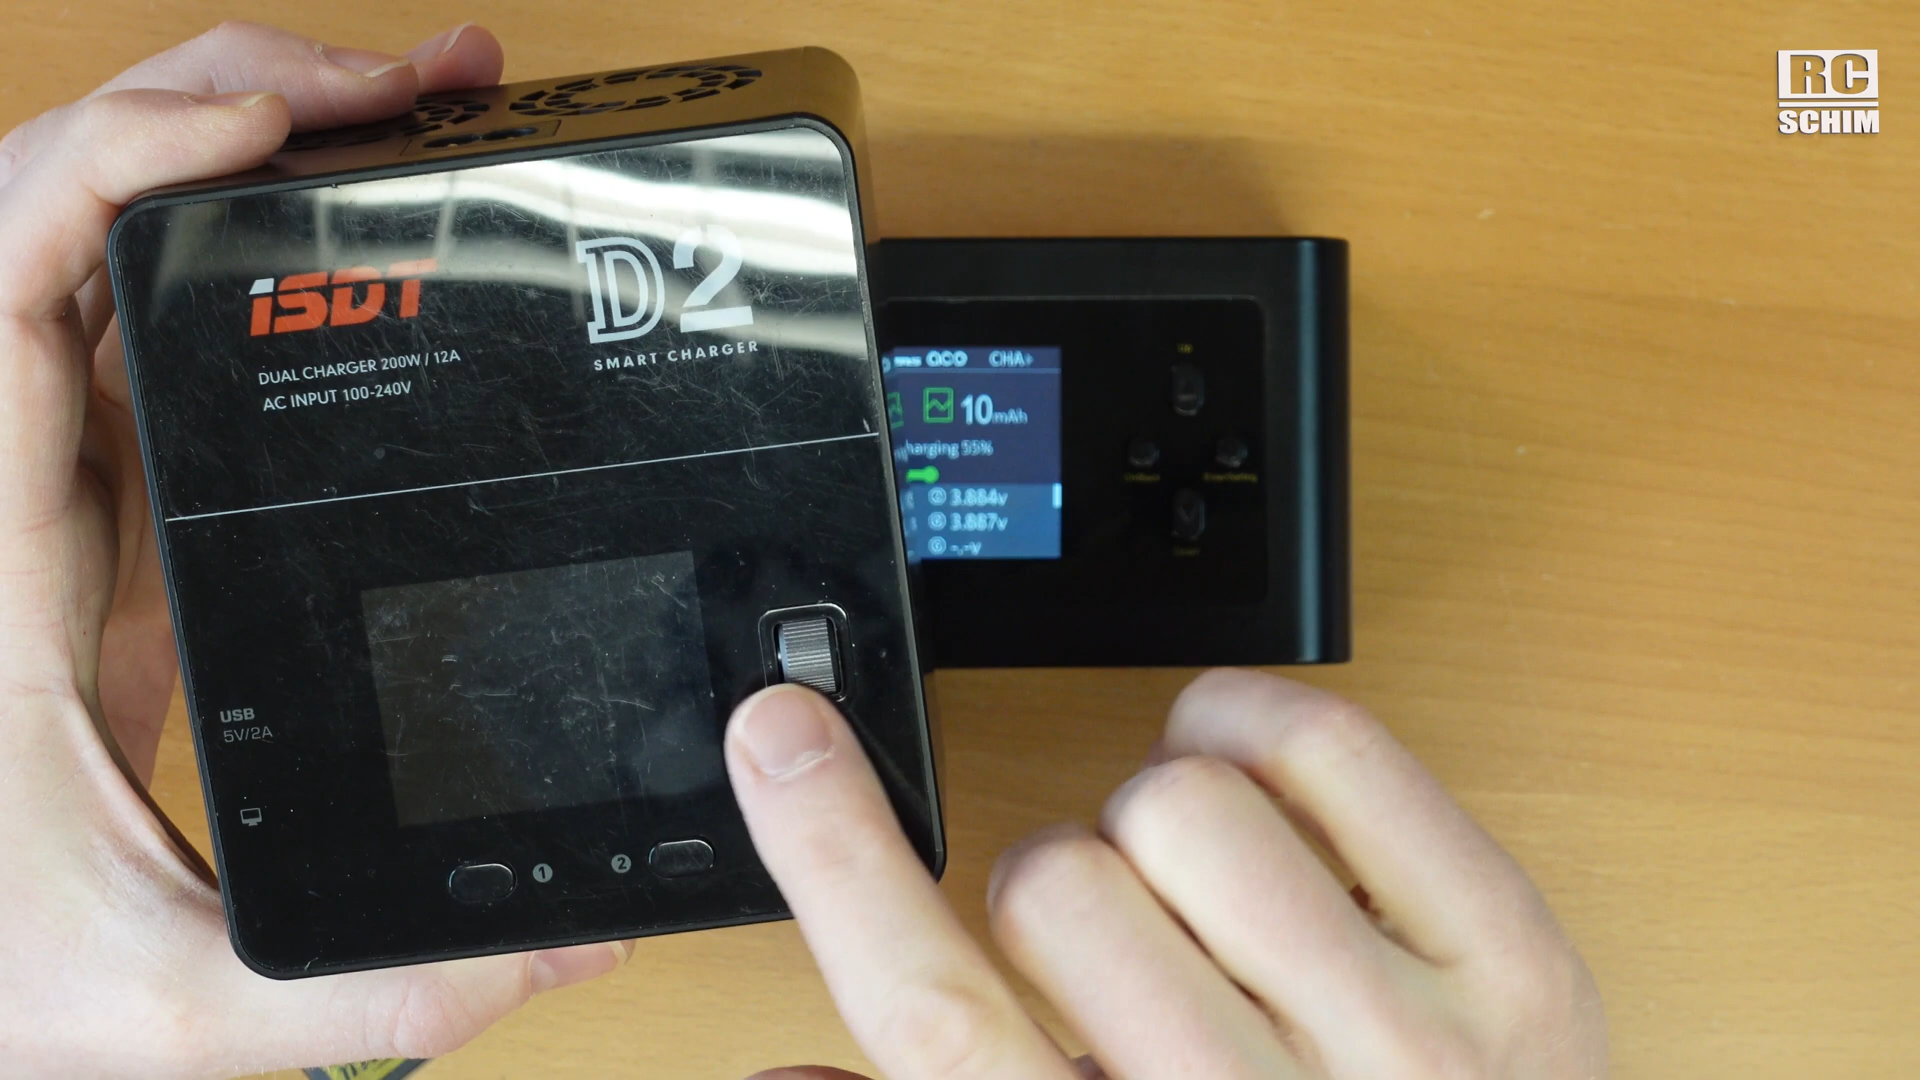 RC
SCHIM
iSDT
D2
SMART CHARGER
DUAL CHARGER 200W / 12A
AC INPUT 100-240V
USB
5V/2A
1
2
CHA
10mAh
harging 55%
② 3.884v
3.887v
-.-v